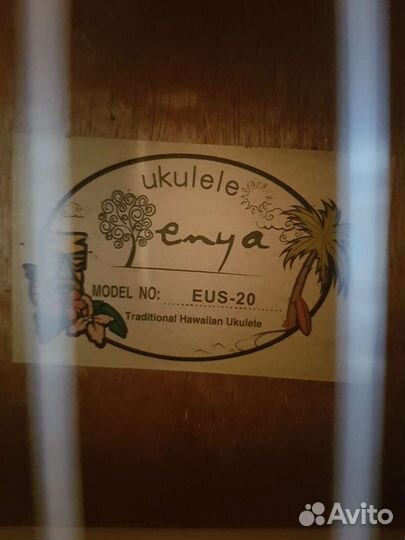 ukulele
enya
MODEL NO: EUS-20
Traditional Hawaiian Ukulele
Avito